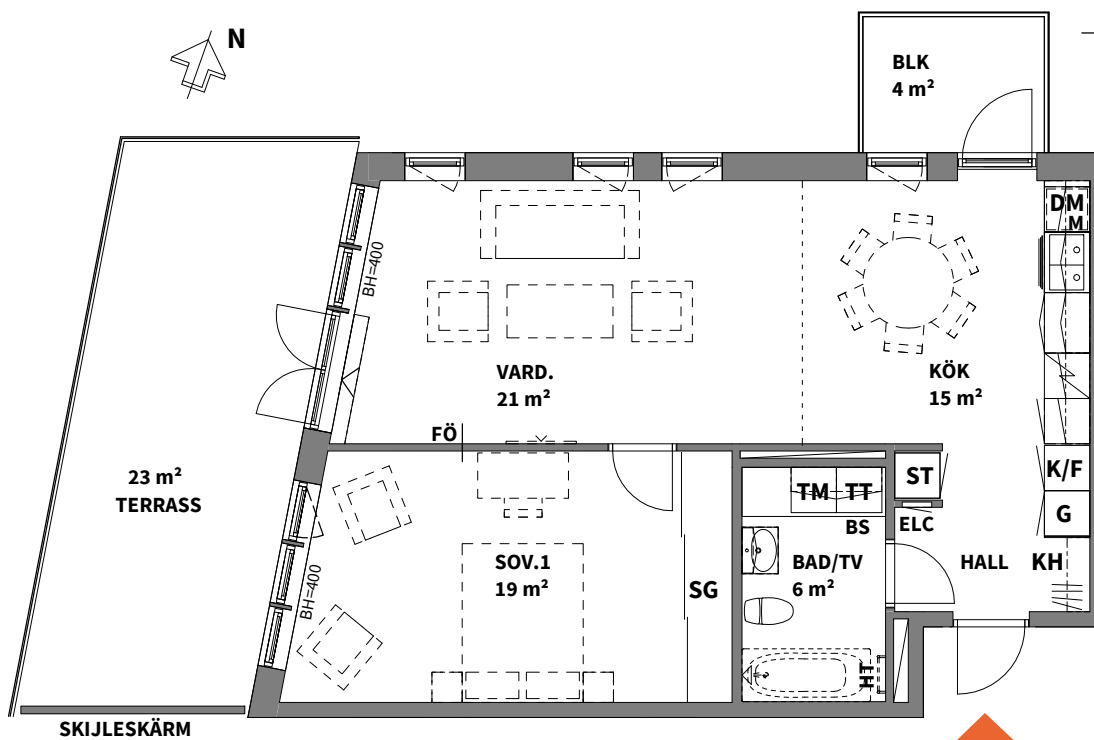 N
BLK
4 m²
DM
M
BH=400
VARD.
21 m²
KÖK
15 m²
FÖ
23 m²
TERRASS
K/F
ST
TM
TT
G
BS
ELC
SOV.1
19 m²
BAD/TV
6 m²
HALL
KH
SG
BH=400
HT
SKIJLESKÄRM